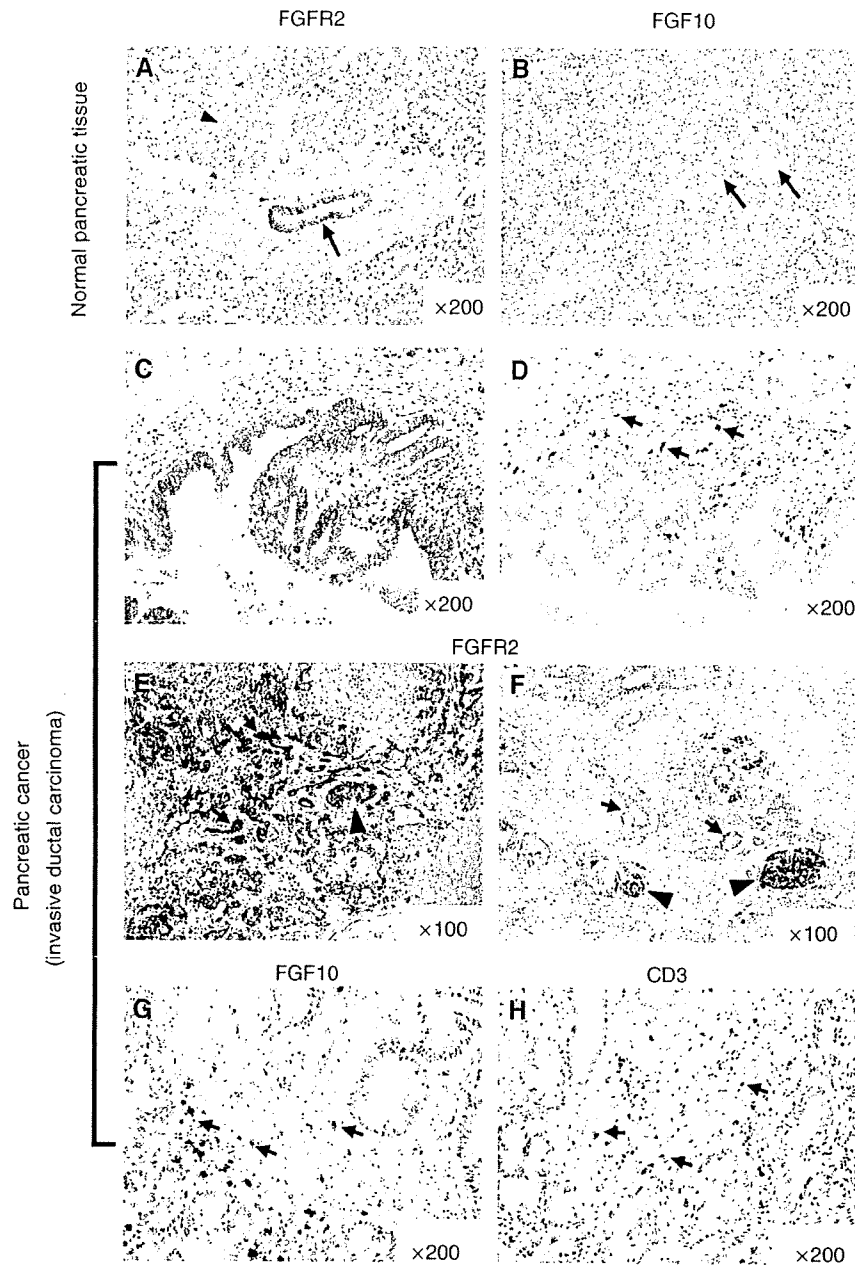 FGFR2
FGF10
Normal pancreatic tissue
A
×200
B
×200
C
×200
D
×200
Pancreatic cancer
(invasive ductal carcinoma)
FGFR2
E
×100
F
×100
FGF10
CD3
G
×200
H
×200